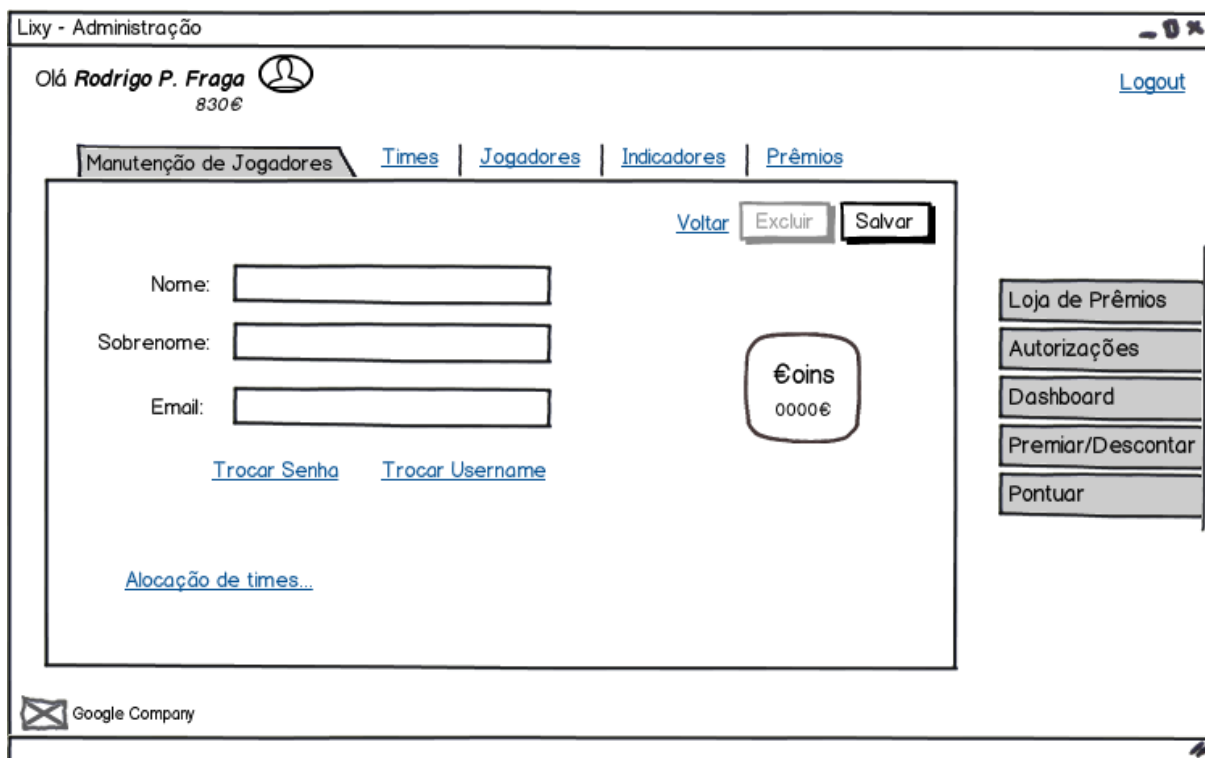 Lixy - Administração
Olá Rodrigo P. Fraga
830€
Logout
Manutenção de Jogadores
Times
Jogadores
Indicadores
Prêmios
Voltar
Excluir
Salvar
Nome:
Sobrenome:
Email:
€oins
0000€
Trocar Senha
Trocar Username
Alocação de times...
Loja de Prêmios
Autorizações
Dashboard
Premiar/Descontar
Pontuar
Google Company